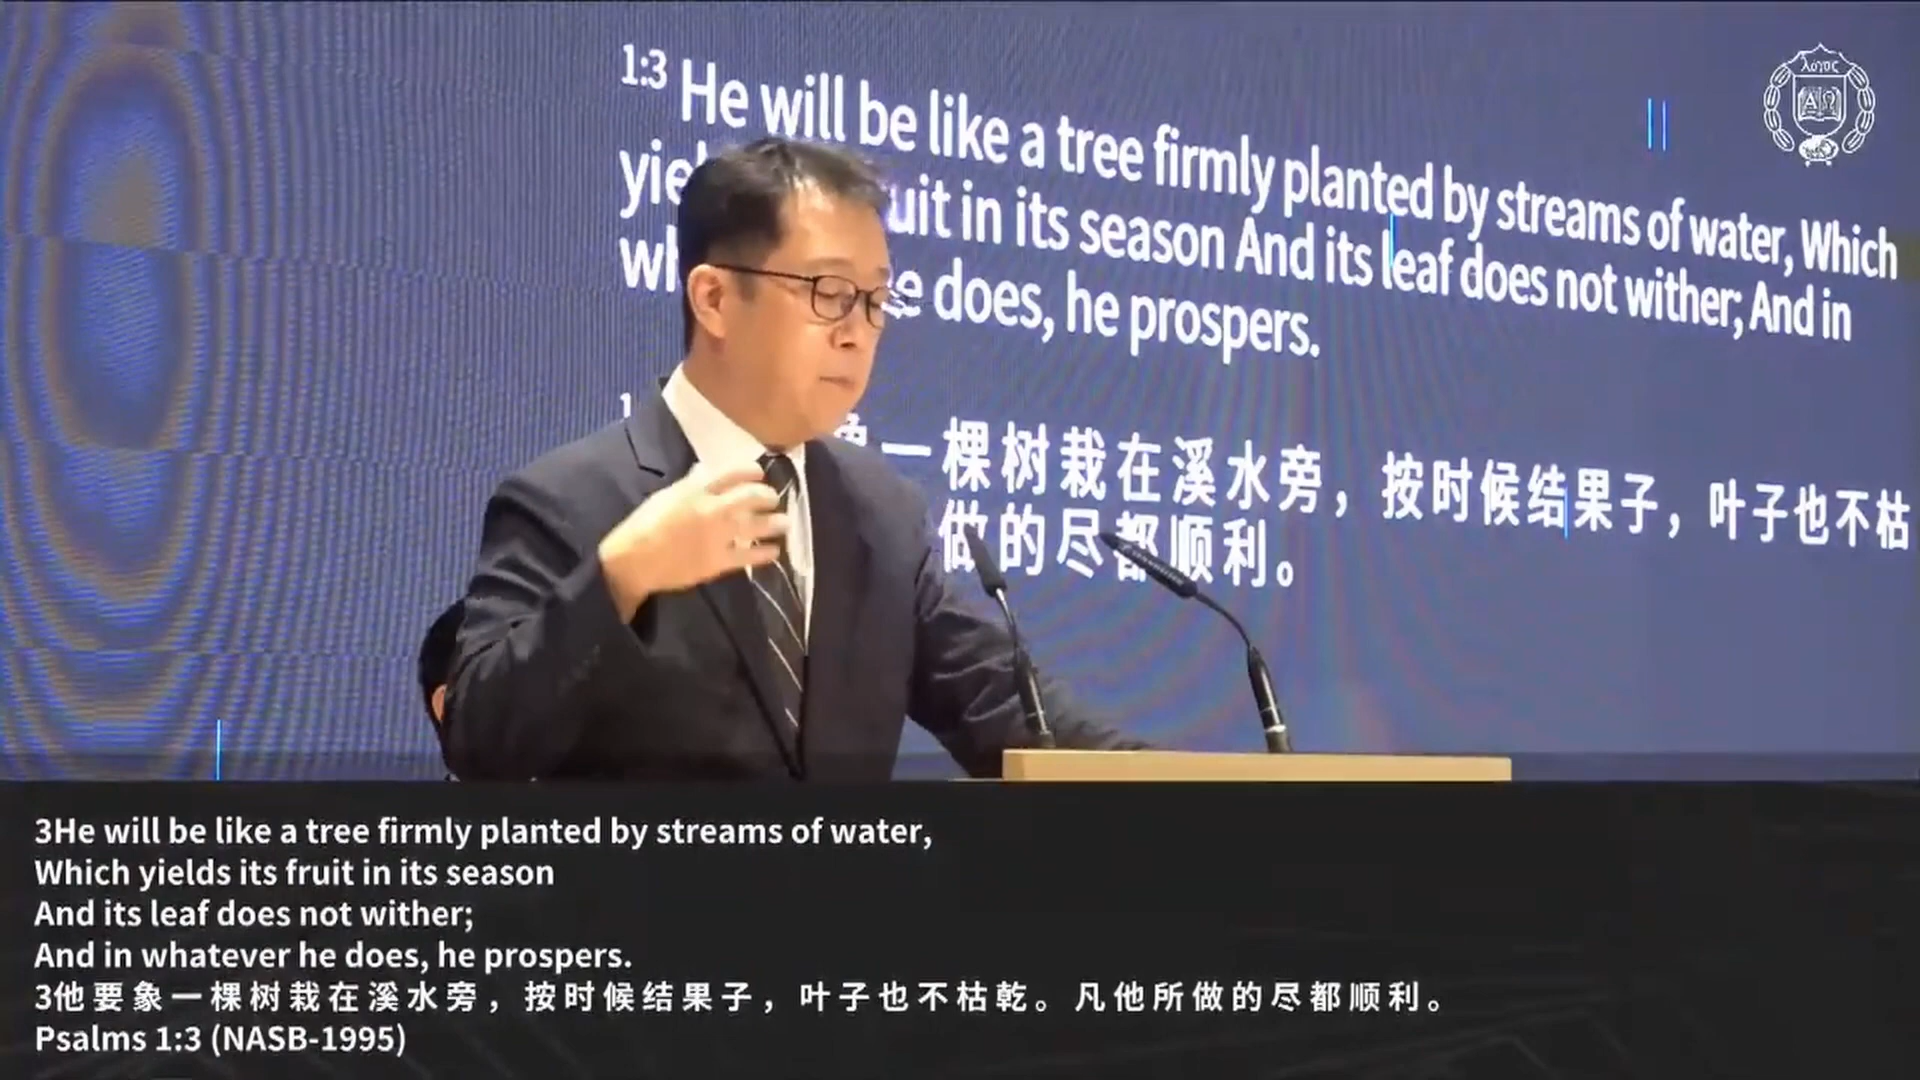 λόγος
Α Ω
1:3 He will be like a tree firmly planted by streams of water, Which
uit in its season And its leaf does not wither; And in
does, he prospers.
一棵树栽在溪水旁，按时候结果子，叶子也不枯
做的尽都顺利。
3He will be like a tree firmly planted by streams of water,
Which yields its fruit in its season
And its leaf does not wither;
And in whatever he does, he prospers.
3他要象一棵树栽在溪水旁，按时候结果子，叶子也不枯乾。凡他所做的尽都顺利。
Psalms 1:3 (NASB-1995)